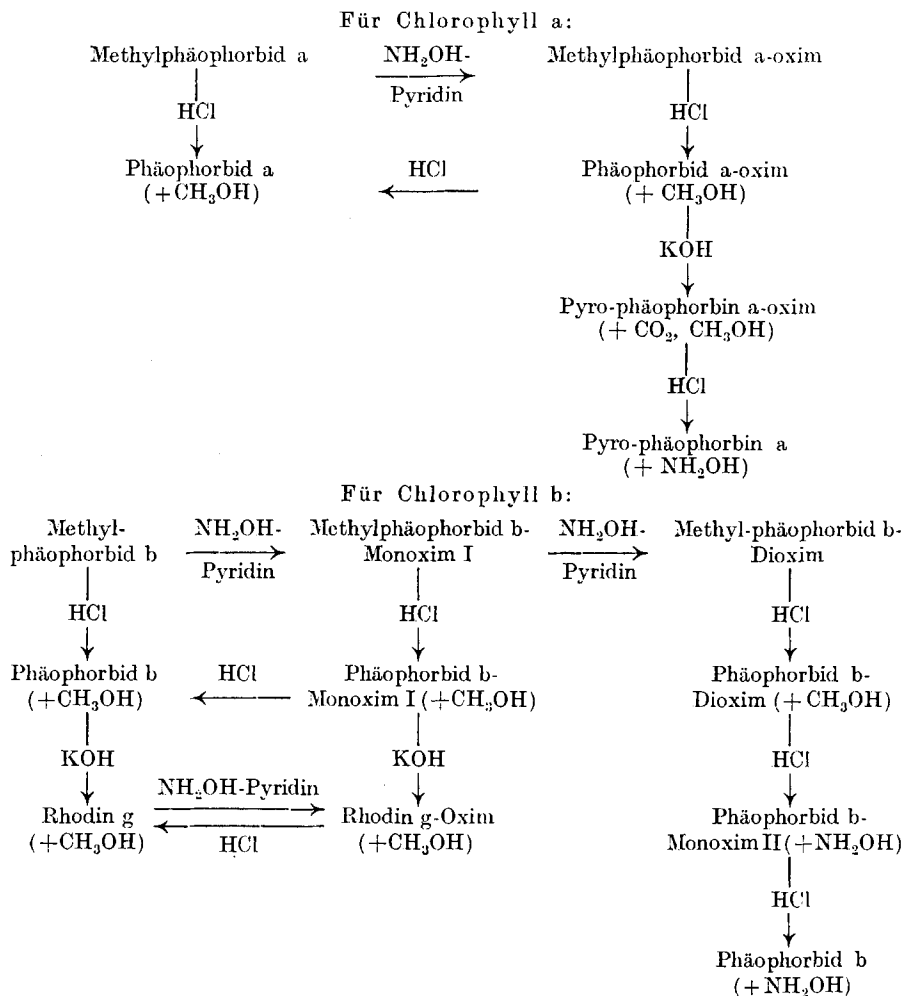 Für Chlorophyll a:
Methylphäophorbid a NH₂OH- Methylphäophorbid a-oxim
Pyridin
HCl HCl
Phäophorbid a HCl Phäophorbid a-oxim
(+CH₃OH) (+ CH₃OH)
KOH
Pyro-phäophorbin a-oxim
(+ CO₂, CH₃OH)
HCl
Pyro-phäophorbin a
(+ NH₂OH)
Für Chlorophyll b:
Methyl- NH₂OH- Methylphäophorbid b- NH₂OH- Methyl-phäophorbid b-
phäophorbid b Pyridin Monoxim I Pyridin Dioxim
HCl HCl HCl
Phäophorbid b HCl Phäophorbid b- Phäophorbid b-
(+CH₃OH) Monoxim I (+CH₃OH) Dioxim (+CH₃OH)
KOH KOH HCl
NH₂OH-Pyridin
Rhodin g Rhodin g-Oxim Phäophorbid b-
(+CH₃OH) HCl (+CH₃OH) Monoxim II (+NH₂OH)
HCl
Phäophorbid b
(+NH₂OH)